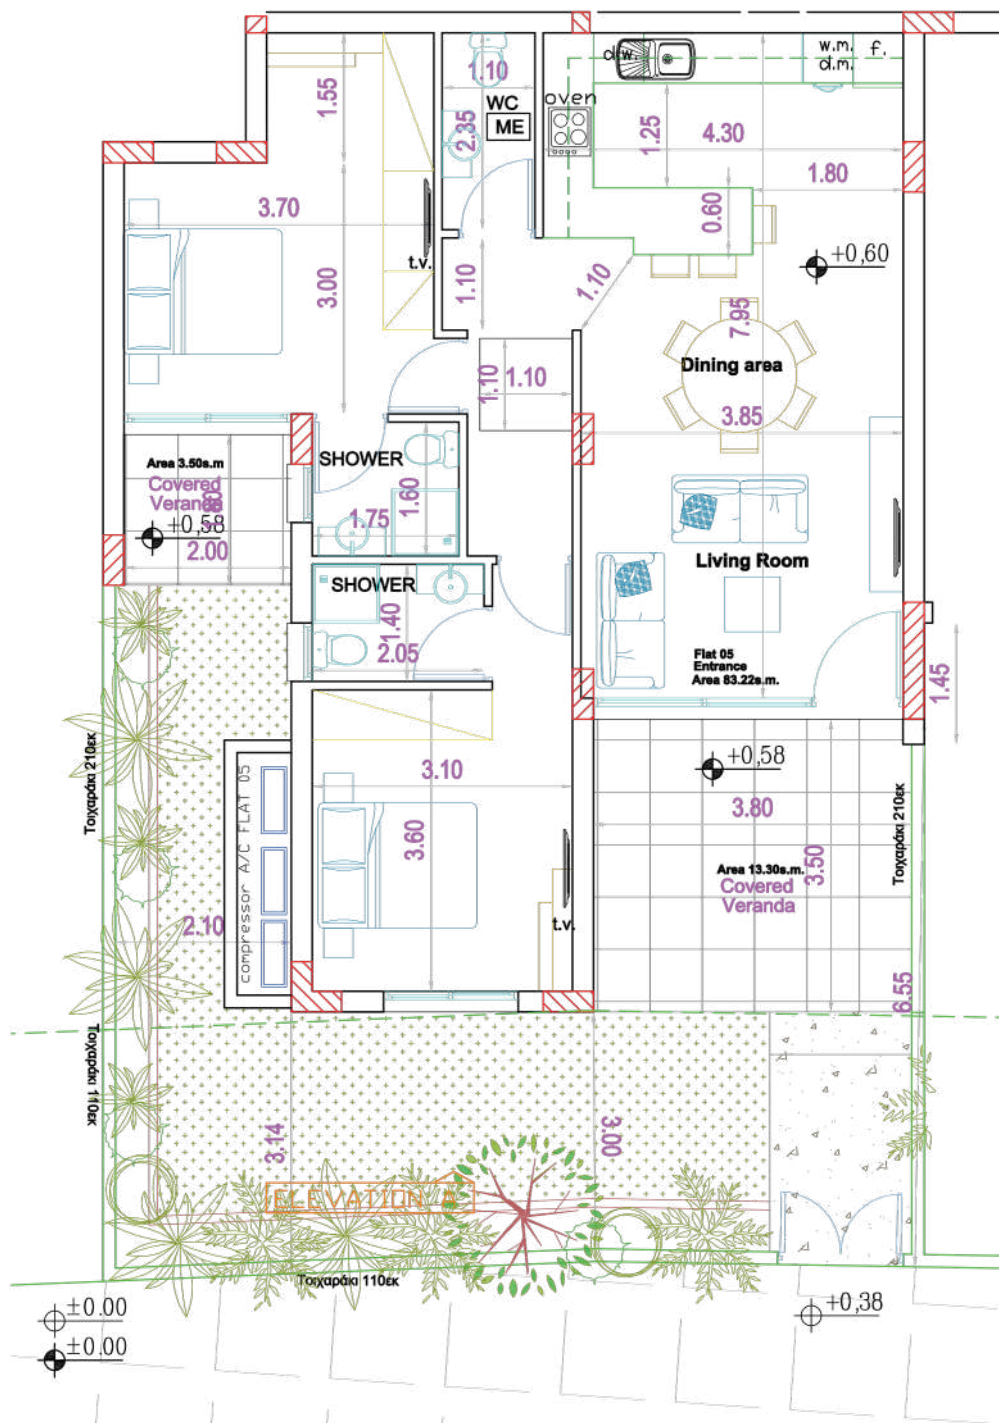 1.10
WC
ME
2.35
1.55
d.w.
w.m.
f.
d.m.
oven
1.25
4.30
1.80
0.60
3.70
3.00
t.v.
1.10
1.10
+0,60
7.95
Dining area
3.85
1.10
1.10
Area 3.50s.m
Covered
Veranda
+0,58
2.00
SHOWER
1.60
1.75
SHOWER
1.40
2.05
Living Room
Flat 05
Entrance
Area 83.22s.m.
1.45
Τοιχαράκι 210εκ
compressor A/C FLAT 05
2.10
3.10
3.60
t.v.
+0,58
3.80
3.50
Area 13.30s.m.
Covered
Veranda
Τοιχαράκι 210εκ
6.55
Τοιχαράκι 110εκ
3.14
3.00
ELEVATION
Τοιχαράκι 110εκ
±0.00
±0.00
+0,38